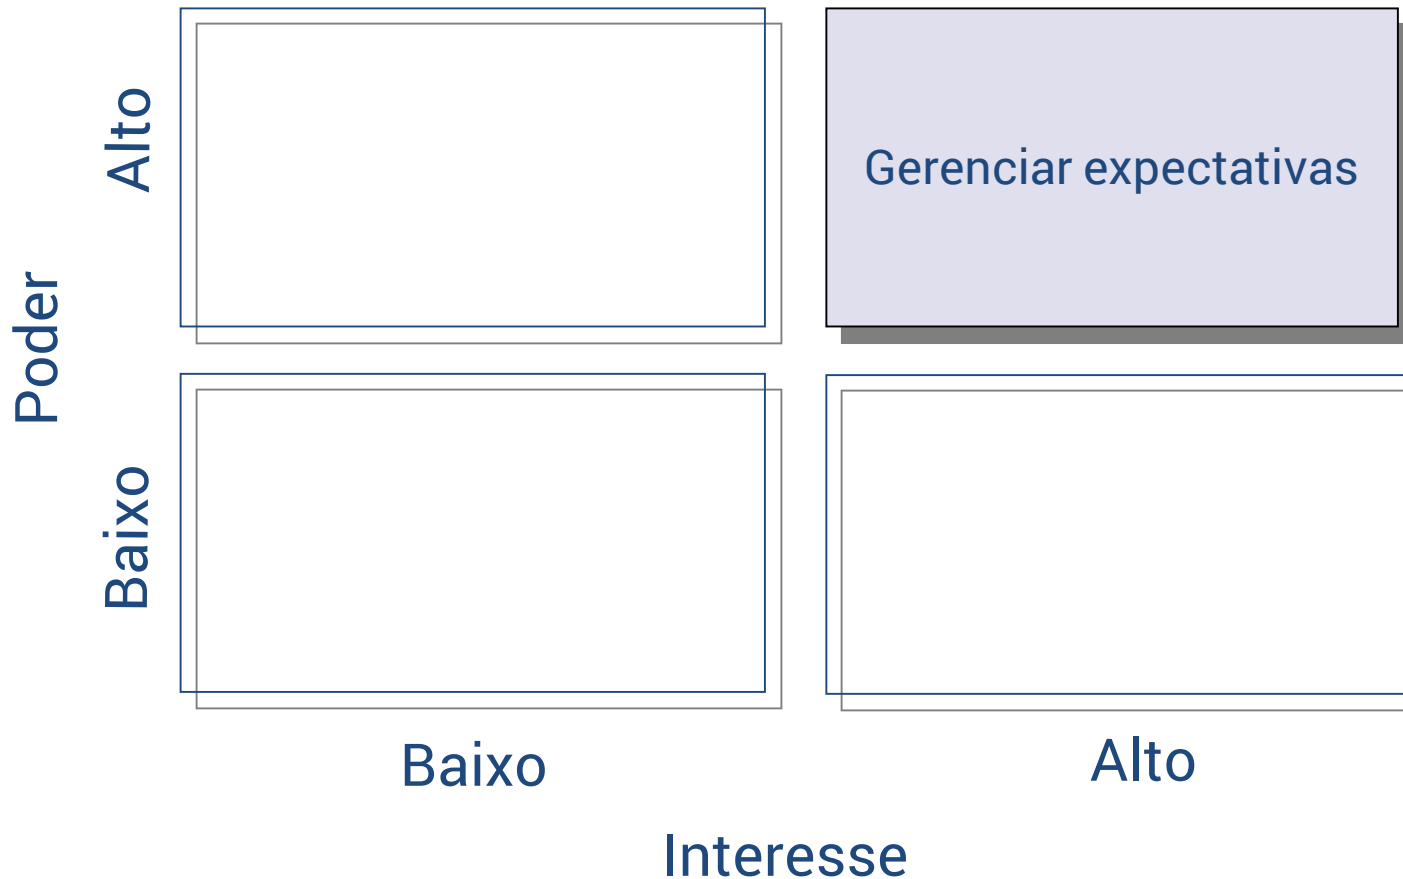 Alto
Gerenciar expectativas
Poder
Baixo
Baixo
Alto
Interesse